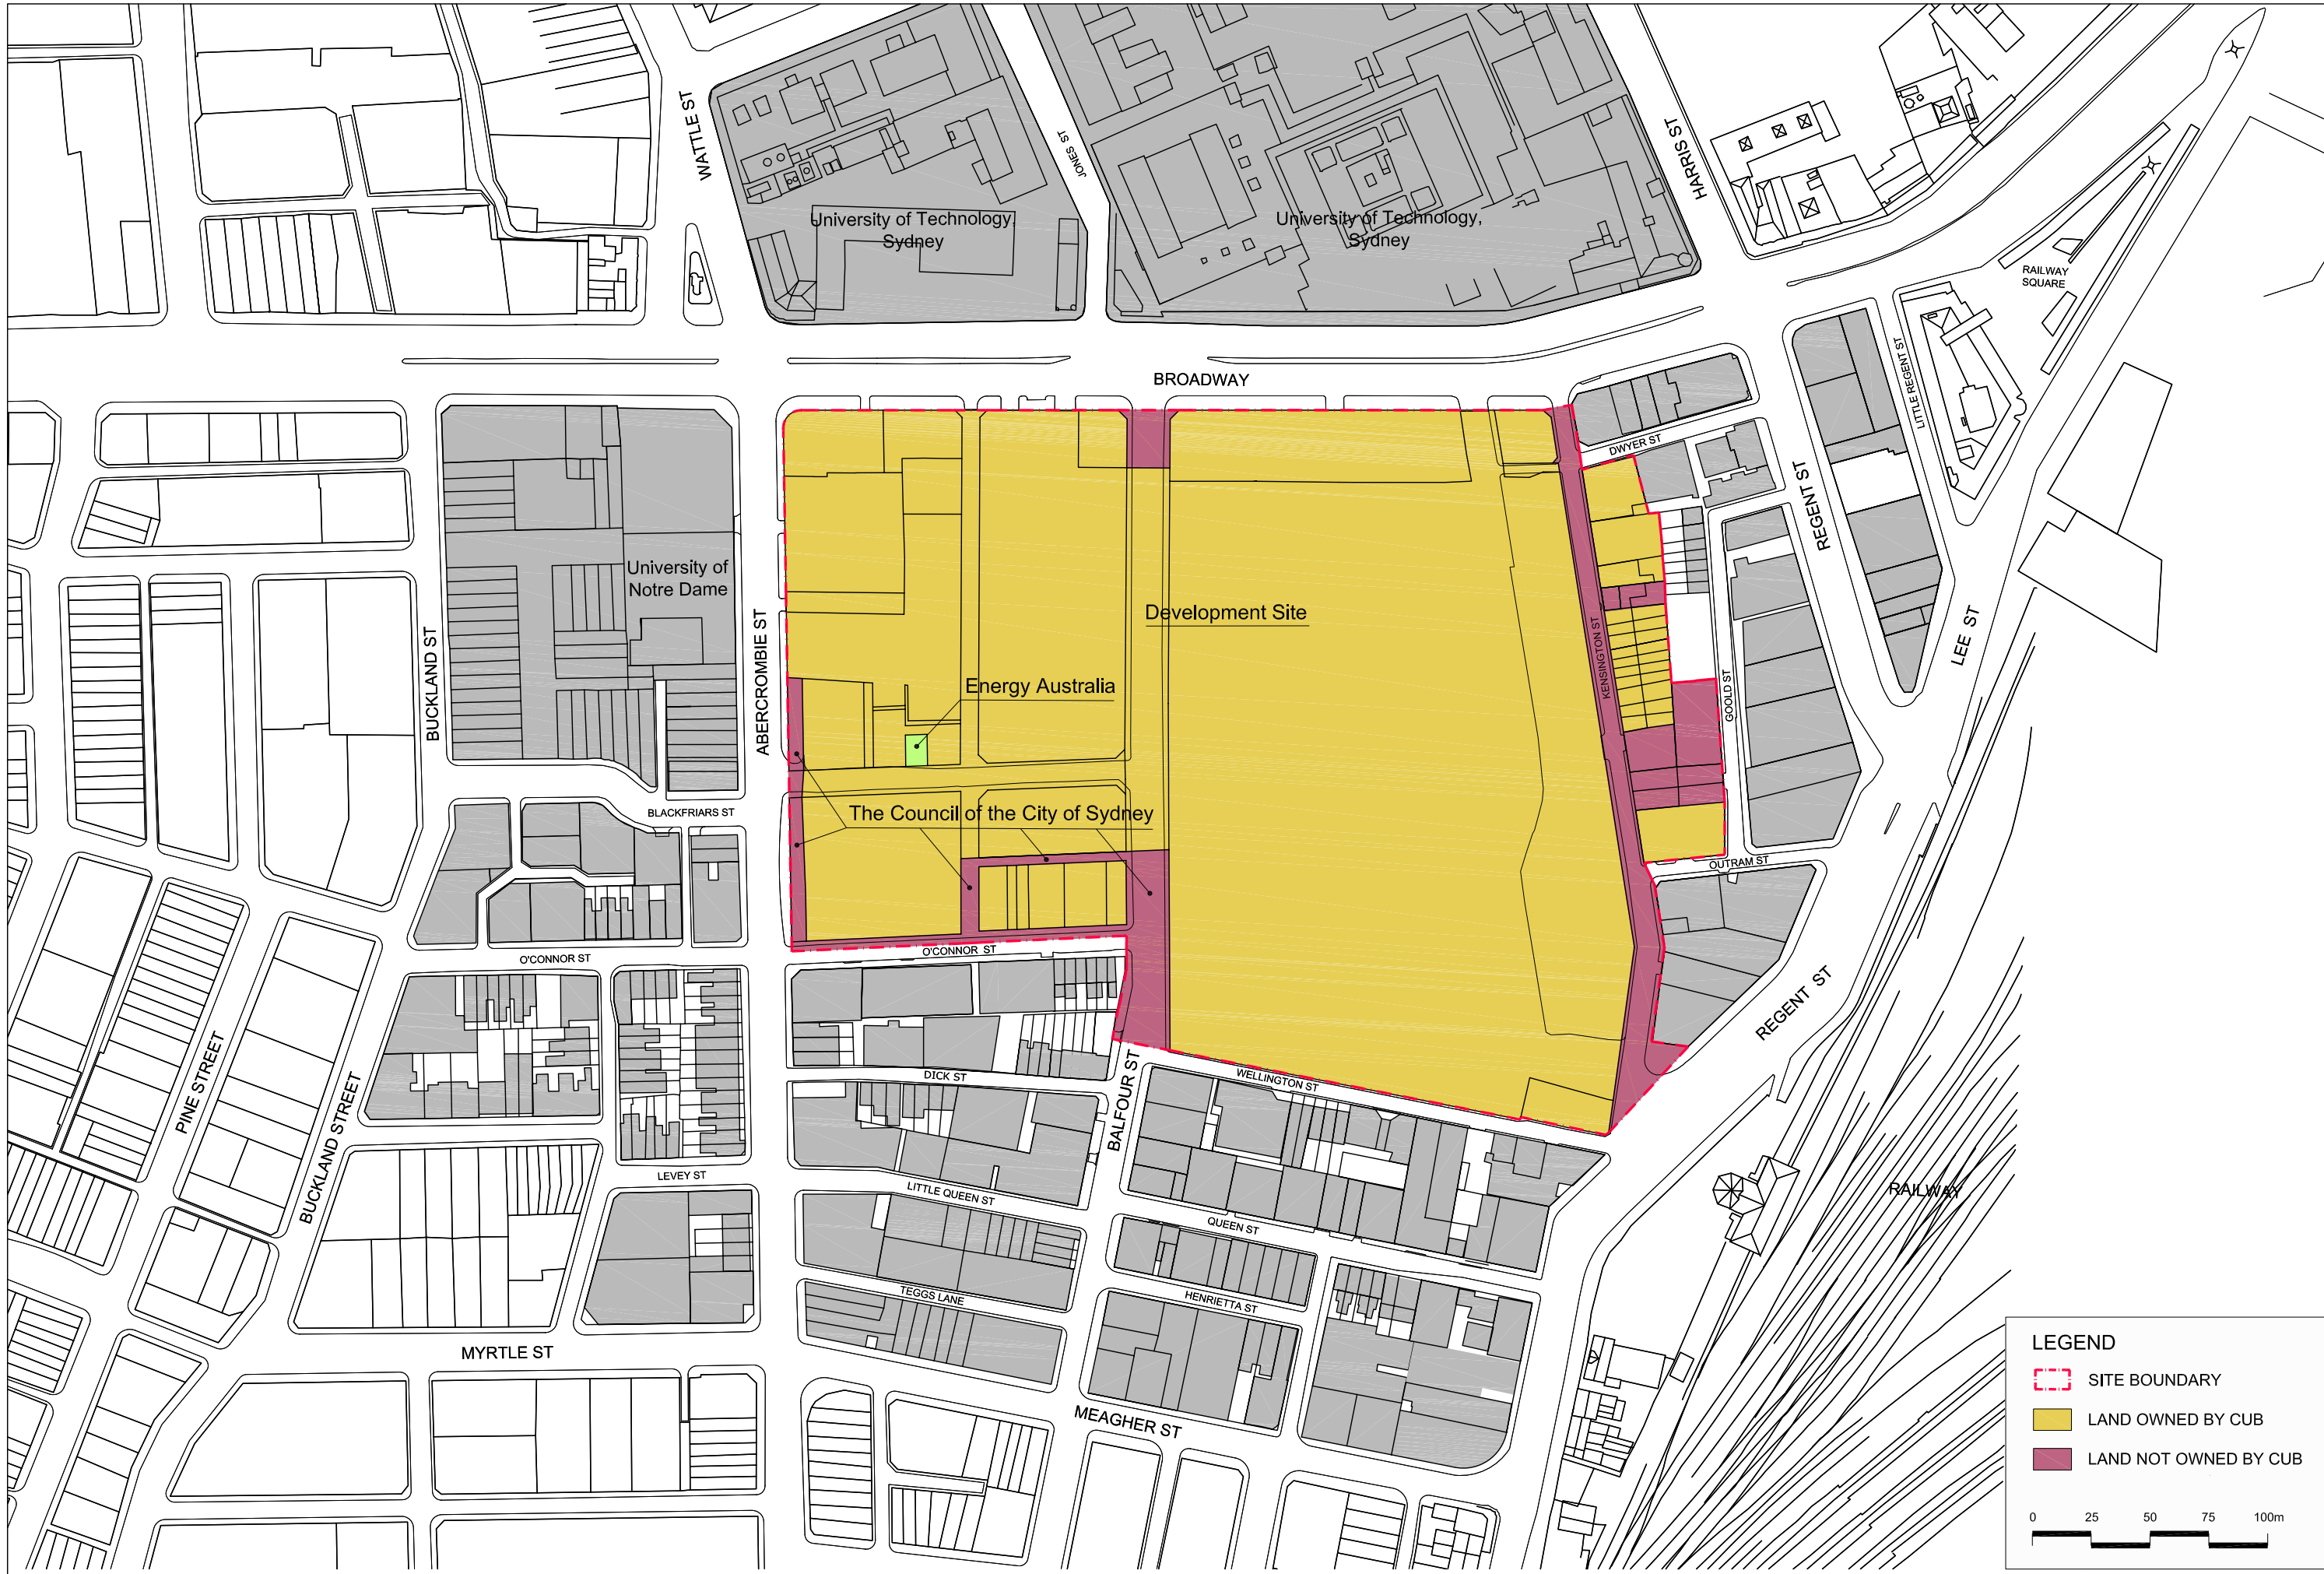 WATTLE ST
JONES ST
HARRIS ST
University of Technology,
Sydney
University of Technology,
Sydney
RAILWAY
SQUARE
LITTLE REGENT ST
BROADWAY
DWYER ST
REGENT ST
University of
Notre Dame
BUCKLAND ST
ABERCROMBIE ST
Development Site
KENSINGTON ST
GOOLD ST
LEE ST
Energy Australia
BLACKFRIARS ST
The Council of the City of Sydney
OUTRAM ST
O'CONNOR ST
O'CONNOR ST
REGENT ST
PINE STREET
BUCKLAND STREET
DICK ST
BALFOUR ST
WELLINGTON ST
LEVEY ST
LITTLE QUEEN ST
QUEEN ST
RAILWAY
TEGGS LANE
HENRIETTA ST
MYRTLE ST
MEAGHER ST
LEGEND
SITE BOUNDARY
LAND OWNED BY CUB
LAND NOT OWNED BY CUB
0 25 50 75 100m